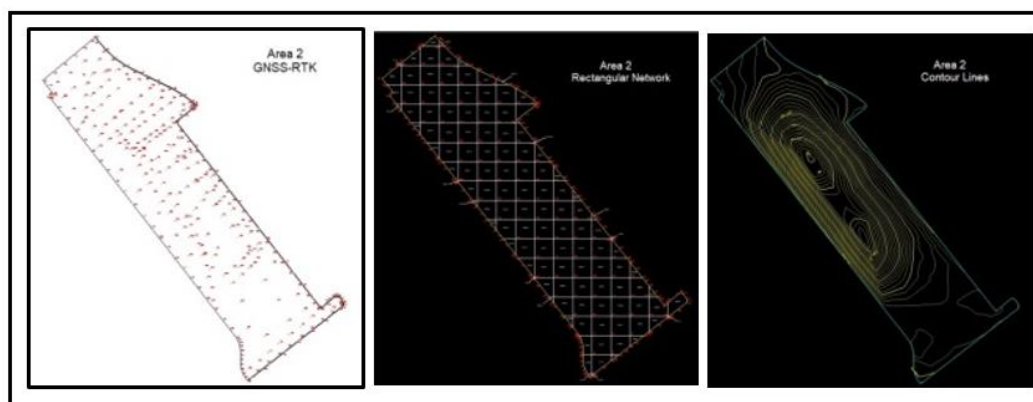 Area 2
GNSS-RTK
Area 2
Rectangular Network
Area 2
Contour Lines